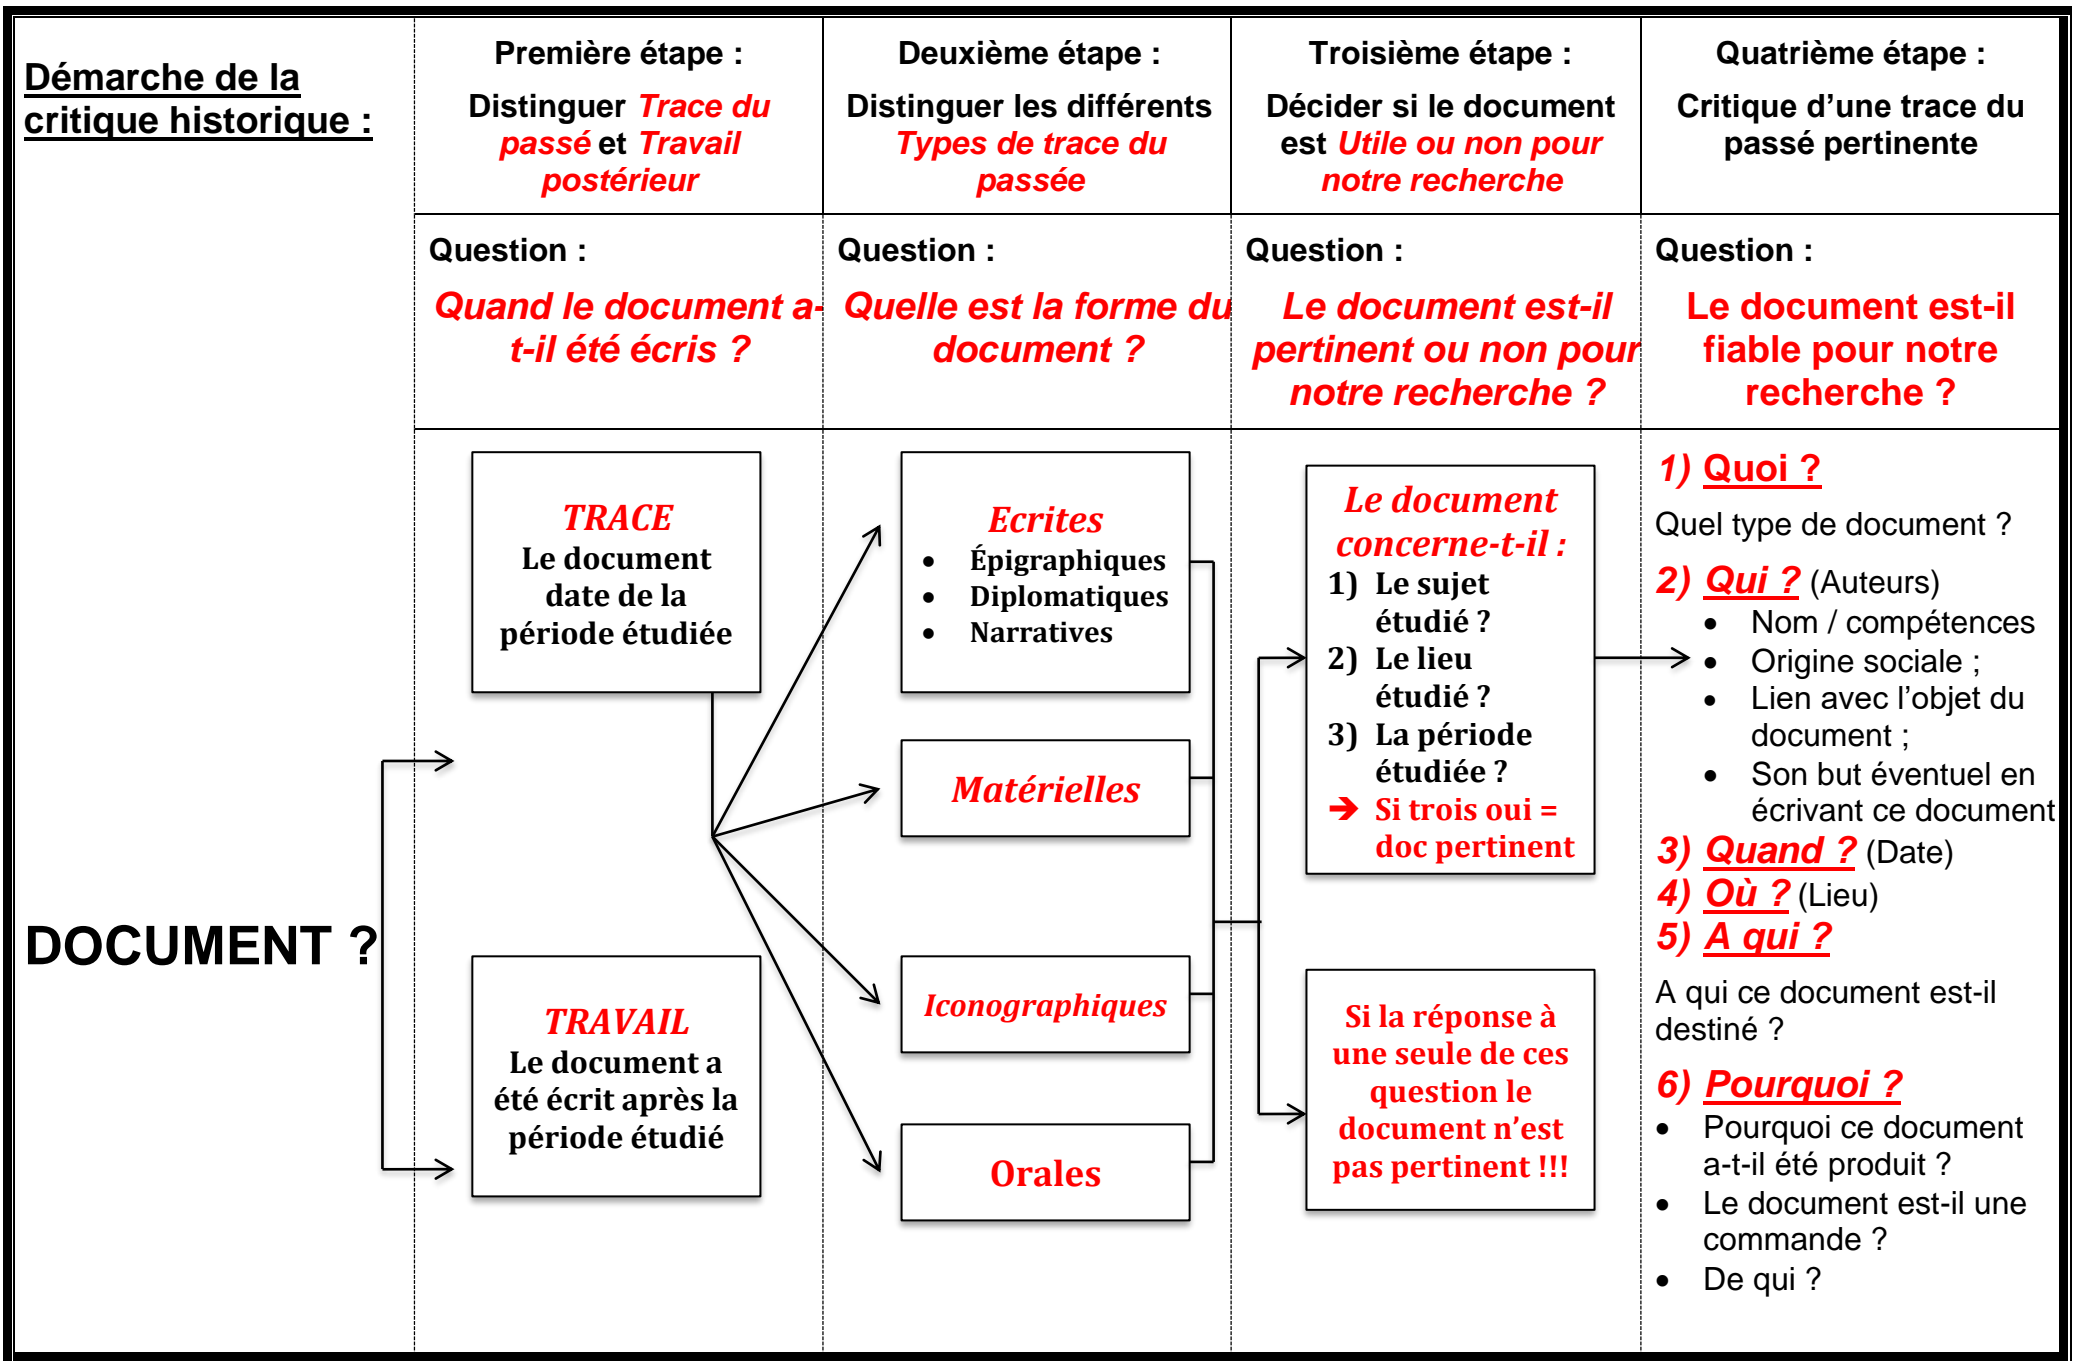 Démarche de la
critique historique :
Première étape :
Distinguer Trace du
passé et Travail
postérieur
Deuxième étape :
Distinguer les différents
Types de trace du
passée
Troisième étape :
Décider si le document
est Utile ou non pour
notre recherche
Quatrième étape :
Critique d’une trace du
passé pertinente
Question :
Quand le document a-
t-il été écris ?
Question :
Quelle est la forme du
document ?
Question :
Le document est-il
pertinent ou non pour
notre recherche ?
Question :
Le document est-il
fiable pour notre
recherche ?
DOCUMENT ?
TRACE
Le document
date de la
période étudiée
TRAVAIL
Le document a
été écrit après la
période étudié
Ecrites
• Épigraphiques
• Diplomatiques
• Narratives
Matérielles
Iconographiques
Orales
Le document
concerne-t-il :
1) Le sujet
étudié ?
2) Le lieu
étudié ?
3) La période
étudiée ?
➔ Si trois oui =
doc pertinent
Si la réponse à
une seule de ces
question le
document n’est
pas pertinent !!!
1) Quoi ?
Quel type de document ?
2) Qui ? (Auteurs)
• Nom / compétences
• Origine sociale ;
• Lien avec l’objet du
document ;
• Son but éventuel en
écrivant ce document
3) Quand ? (Date)
4) Où ? (Lieu)
5) A qui ?
A qui ce document est-il
destiné ?
6) Pourquoi ?
• Pourquoi ce document
a-t-il été produit ?
• Le document est-il une
commande ?
• De qui ?